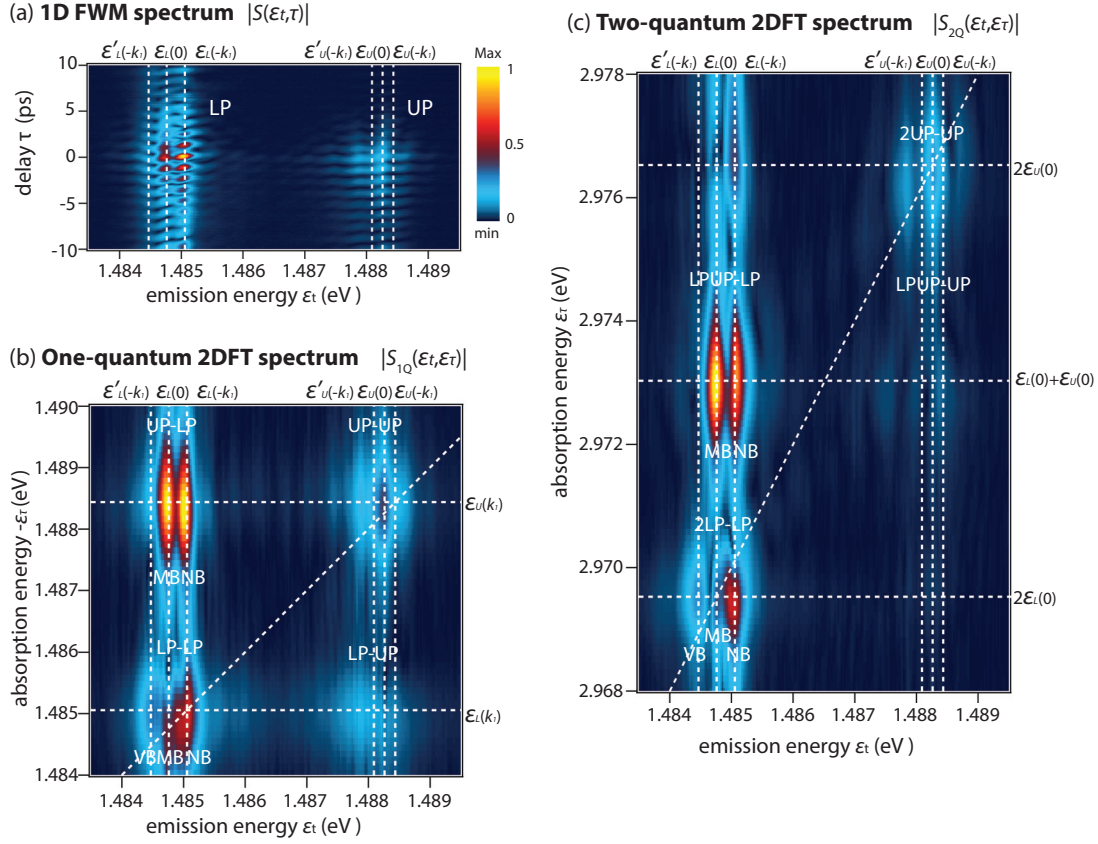 (a) 1D FWM spectrum |S(εt,τ)|
ε′L(-k₁) εL(0) εL(-k₁) ε′U(-k₁) εU(0) εU(-k₁)
10
5
0
-5
-10
delay τ (ps)
LP
UP
Max
1
0.5
0
min
1.484 1.485 1.486 1.487 1.488 1.489
emission energy εt (eV )
(b) One-quantum 2DFT spectrum |S1Q(εt,ετ)|
ε′L(-k₁) εL(0) εL(-k₁) ε′U(-k₁) εU(0) εU(-k₁)
1.490
1.489
1.488
1.487
1.486
1.485
1.484
absorption energy -ετ (eV)
UP-LP
UP-UP
εU(k₁)
MB NB
LP-LP
LP-UP
εL(k₁)
VB MB NB
1.484 1.485 1.486 1.487 1.488 1.489
emission energy εt (eV )
(c) Two-quantum 2DFT spectrum |S2Q(εt,ετ)|
ε′L(-k₁) εL(0) εL(-k₁) ε′U(-k₁) εU(0) εU(-k₁)
2.978
2.976
2.974
2.972
2.970
2.968
absorption energy ετ (eV)
2UP-UP
2εU(0)
LPUP-LP
LPUP-UP
εL(0)+εU(0)
MB NB
2LP-LP
2εL(0)
MB
VB NB
1.484 1.485 1.486 1.487 1.488 1.489
emission energy εt (eV )